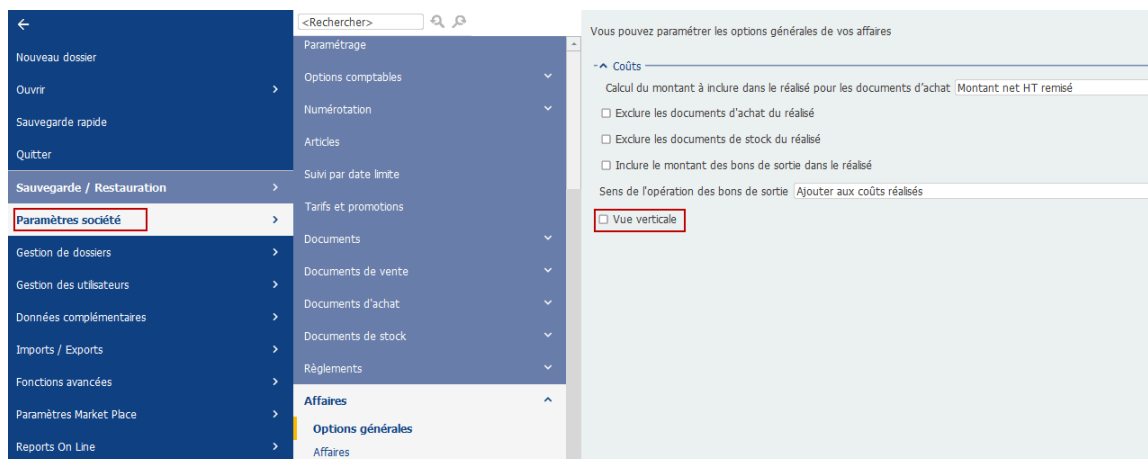 Nouveau dossier
Ouvrir
Sauvegarde rapide
Quitter
Sauvegarde / Restauration
Paramètres société
Gestion de dossiers
Gestion des utilisateurs
Données complémentaires
Imports / Exports
Fonctions avancées
Paramètres Market Place
Reports On Line
<Rechercher>
Paramétrage
Options comptables
Numérotation
Articles
Suivi par date limite
Tarifs et promotions
Documents
Documents de vente
Documents d'achat
Documents de stock
Règlements
Affaires
Options générales
Affaires
Vous pouvez paramétrer les options générales de vos affaires
Coûts
Calcul du montant à inclure dans le réalisé pour les documents d'achat Montant net HT remisé
Exclure les documents d'achat du réalisé
Exclure les documents de stock du réalisé
Inclure le montant des bons de sortie dans le réalisé
Sens de l'opération des bons de sortie Ajouter aux coûts réalisés
Vue verticale